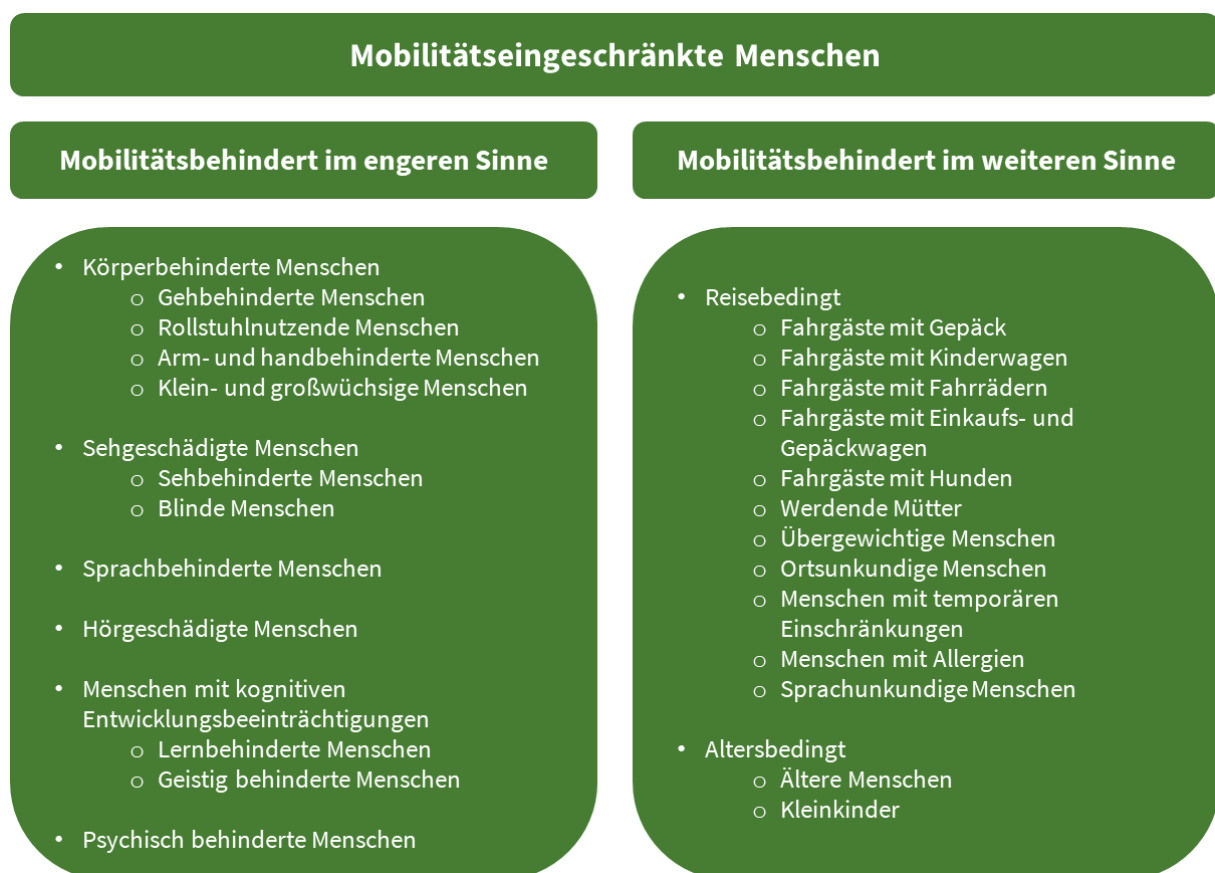 Mobilitätseingeschränkte Menschen
Mobilitätsbehindert im engeren Sinne
• Körperbehinderte Menschen
o Gehbehinderte Menschen
o Rollstuhlnutzende Menschen
o Arm- und handbehinderte Menschen
o Klein- und großwüchsige Menschen
• Sehgeschädigte Menschen
o Sehbehinderte Menschen
o Blinde Menschen
• Sprachbehinderte Menschen
• Hörgeschädigte Menschen
• Menschen mit kognitiven
Entwicklungsbeeinträchtigungen
o Lernbehinderte Menschen
o Geistig behinderte Menschen
• Psychisch behinderte Menschen
Mobilitätsbehindert im weiteren Sinne
• Reisebedingt
o Fahrgäste mit Gepäck
o Fahrgäste mit Kinderwagen
o Fahrgäste mit Fahrrädern
o Fahrgäste mit Einkaufs- und
Gepäckwagen
o Fahrgäste mit Hunden
o Werdende Mütter
o Übergewichtige Menschen
o Ortsunkundige Menschen
o Menschen mit temporären
Einschränkungen
o Menschen mit Allergien
o Sprachunkundige Menschen
• Altersbedingt
o Ältere Menschen
o Kleinkinder